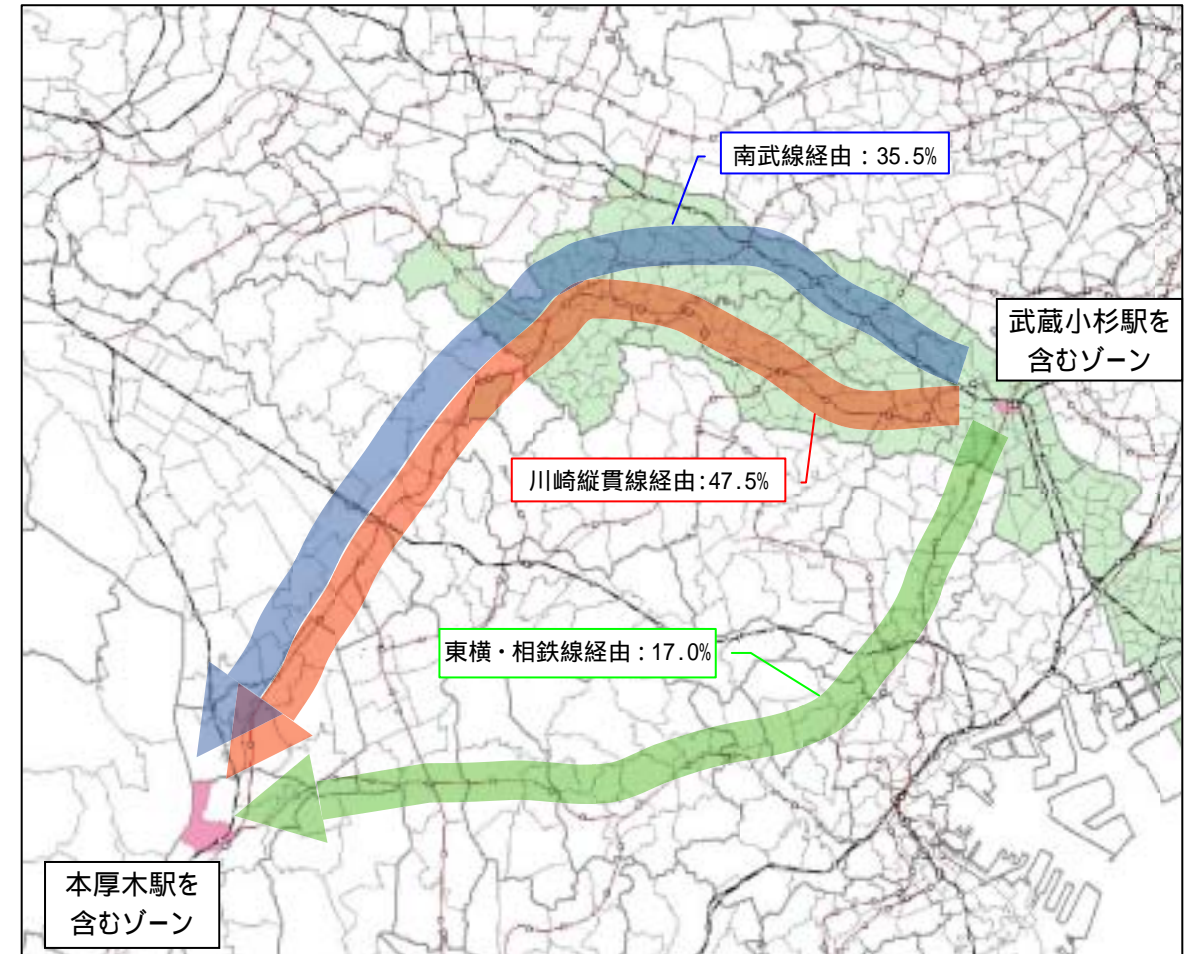 南武線経由：35.5%
武蔵小杉駅を
含むゾーン
川崎縦貫線経由:47.5%
東横・相鉄線経由：17.0%
本厚木駅を
含むゾーン